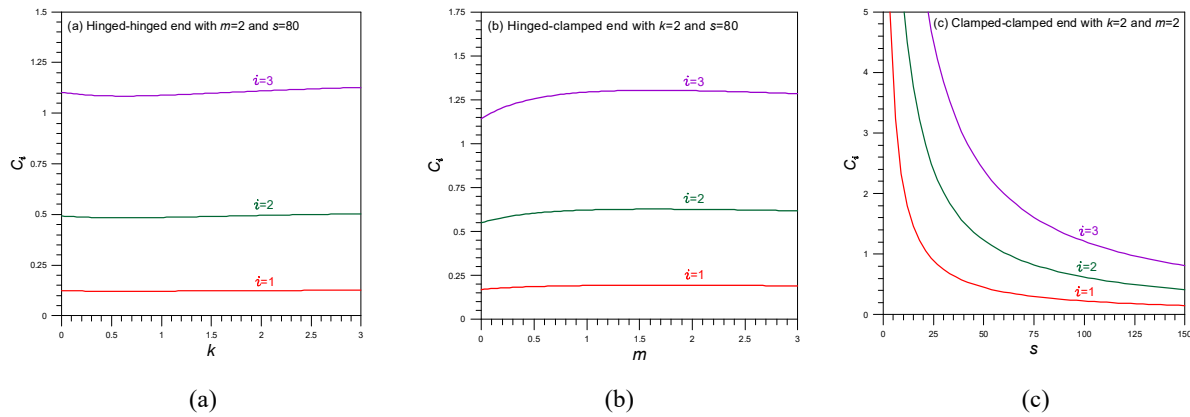 (a) Hinged-hinged end with m=2 and s=80
1.5
1.25
1
0.75
0.5
0.25
0
C𝒊
i=3
i=2
i=1
0 0.5 1 1.5 2 2.5 3
k
(a)
(b) Hinged-clamped end with k=2 and s=80
1.75
1.5
1.25
1
0.75
0.5
0.25
0
C𝒊
i=3
i=2
i=1
0 0.5 1 1.5 2 2.5 3
m
(b)
(c) Clamped-clamped end with k=2 and m=2
5
4
3
2
1
0
C𝒊
i=3
i=2
i=1
0 25 50 75 100 125 150
s
(c)